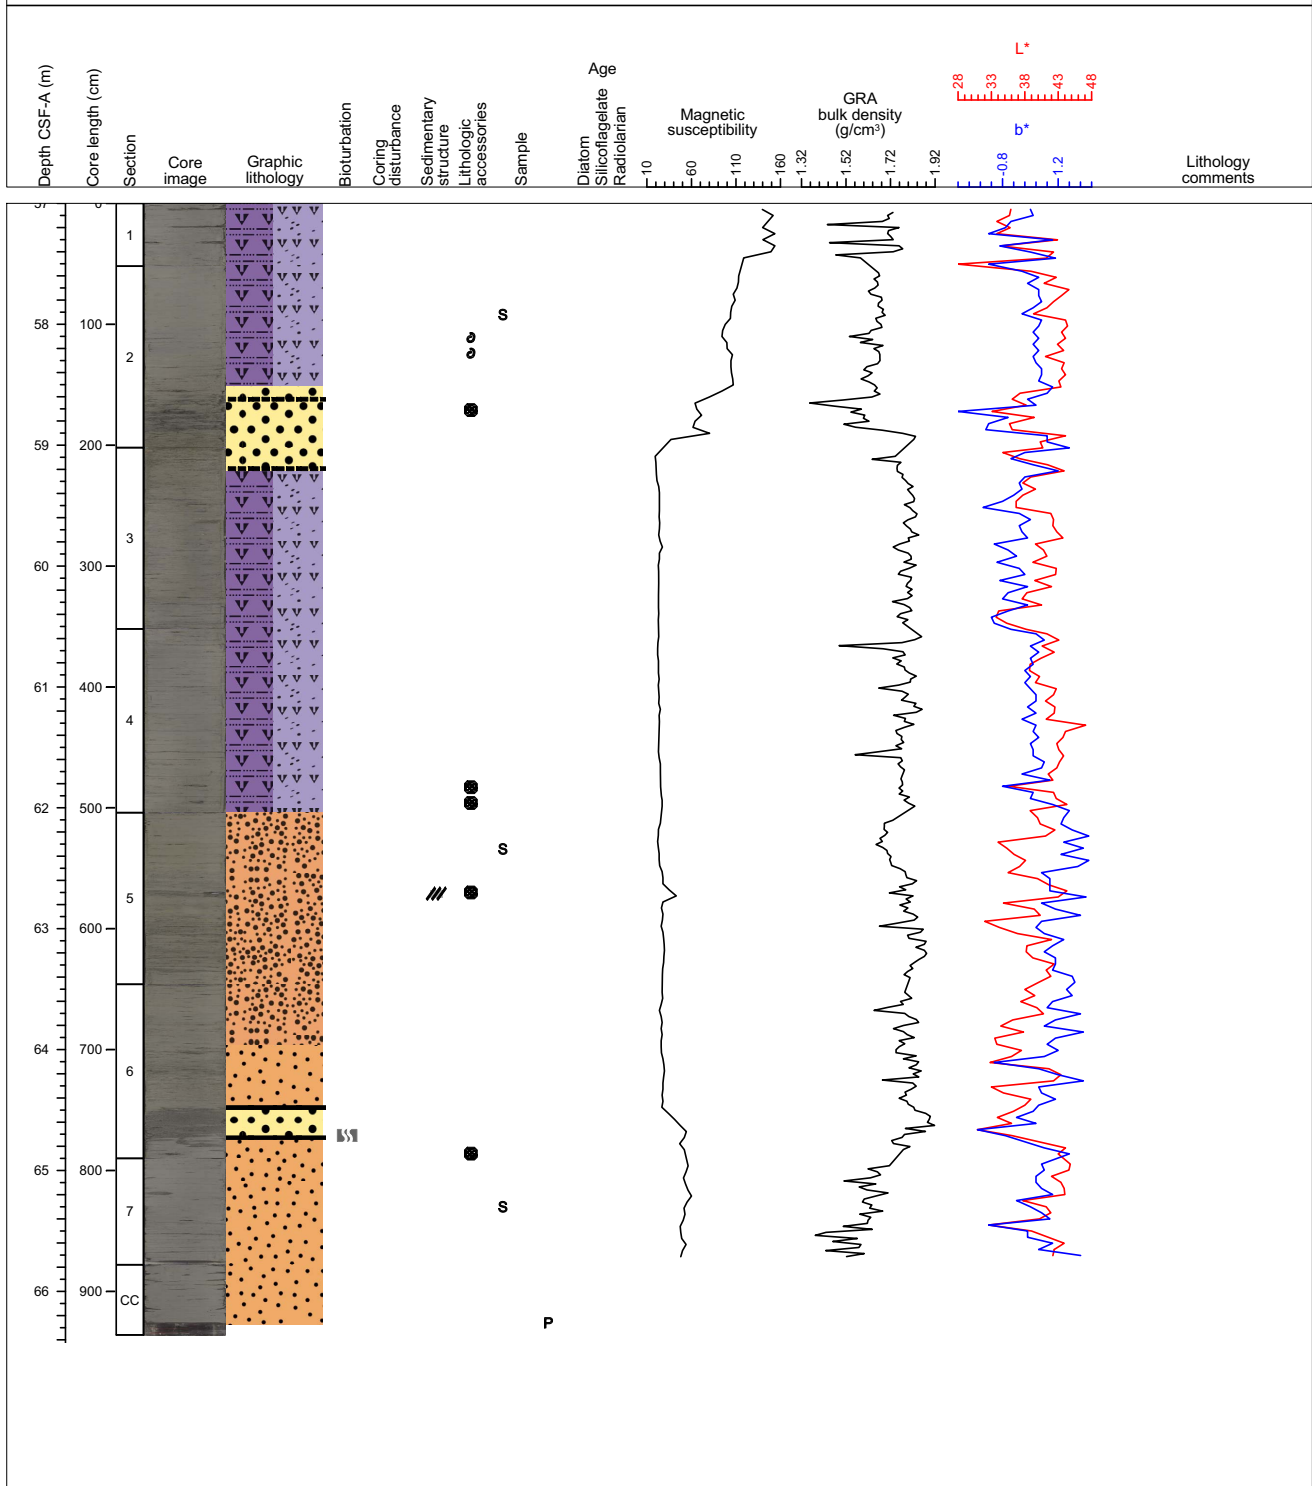 Depth CSF-A (m)
Core length (cm)
Section
Core
image
Graphic
lithology
Bioturbation
Coring
disturbance
Sedimentary
structure
Lithologic
accessories
Sample
Age
Diatom
Silicoflagelate
Radiolarian
Magnetic
susceptibility
10 60 110 160
GRA
bulk density
(g/cm³)
1.32 1.52 1.72 1.92
L*
28 33 38 43 48
b*
-0.8 1.2
Lithology
comments
57 0
1
S
58 100
2
59 200
3
60 300
61 400
4
62 500
S
5
63 600
64 700
6
65 800
S
7
66 900
CC
P